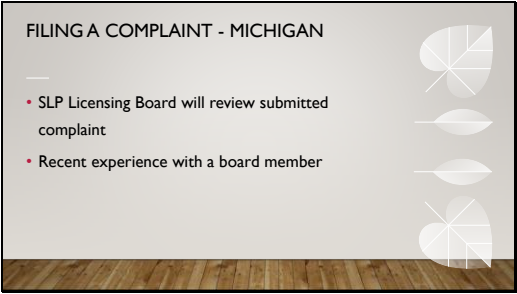 FILING A COMPLAINT - MICHIGAN
• SLP Licensing Board will review submitted
complaint
• Recent experience with a board member